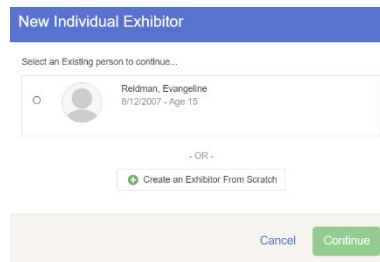 New Individual Exhibitor
Select an Existing person to continue...
Reidman, Evangeline
8/12/2007 - Age 15
- OR -
Create an Exhibitor From Scratch
Cancel
Continue